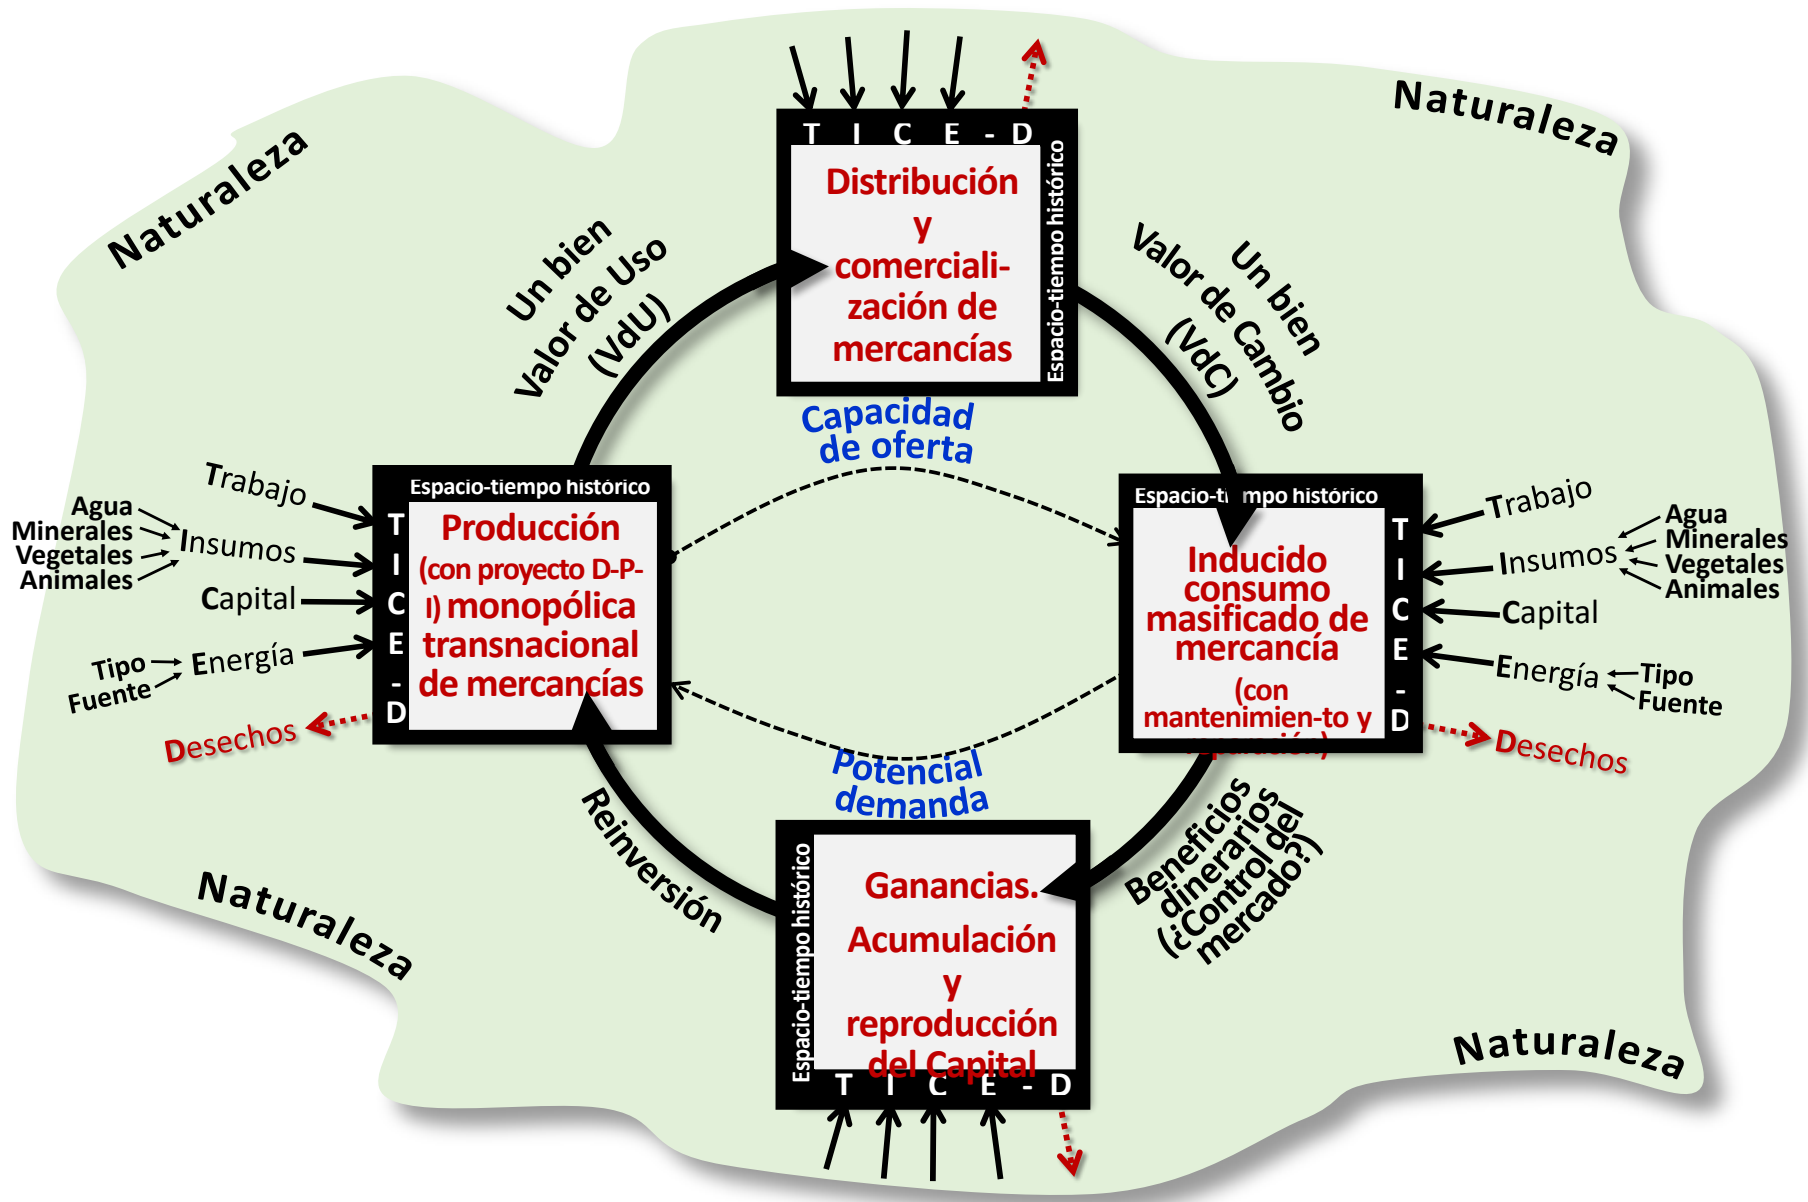 Naturaleza
Naturaleza
T I C E - D
Distribución
y
comerciali-
zación de
mercancías
Espacio-tiempo histórico
Un bien
Valor de Uso
(VdU)
Un bien
Valor de Cambio
(VdC)
Capacidad
de oferta
Trabajo
Agua
Minerales
Vegetales
Animales
Insumos
Capital
Tipo
Fuente
Energía
Desechos
T
I
C
E
-
D
Espacio-tiempo histórico
Producción
(con proyecto D-P-
I) monopólica
transnacional
de mercancías
Espacio-tiempo histórico
Inducido
consumo
masificado de
mercancía
(con
mantenimien-to y
reparación)
T
I
C
E
-
D
Trabajo
Insumos
Agua
Minerales
Vegetales
Animales
Capital
Energía
Tipo
Fuente
Desechos
Potencial
demanda
Reinversión
Beneficios
dinerarios
(¿Control del
mercado?)
Espacio-tiempo histórico
Ganancias.
Acumulación
y
reproducción
del Capital
T I C E - D
Naturaleza
Naturaleza